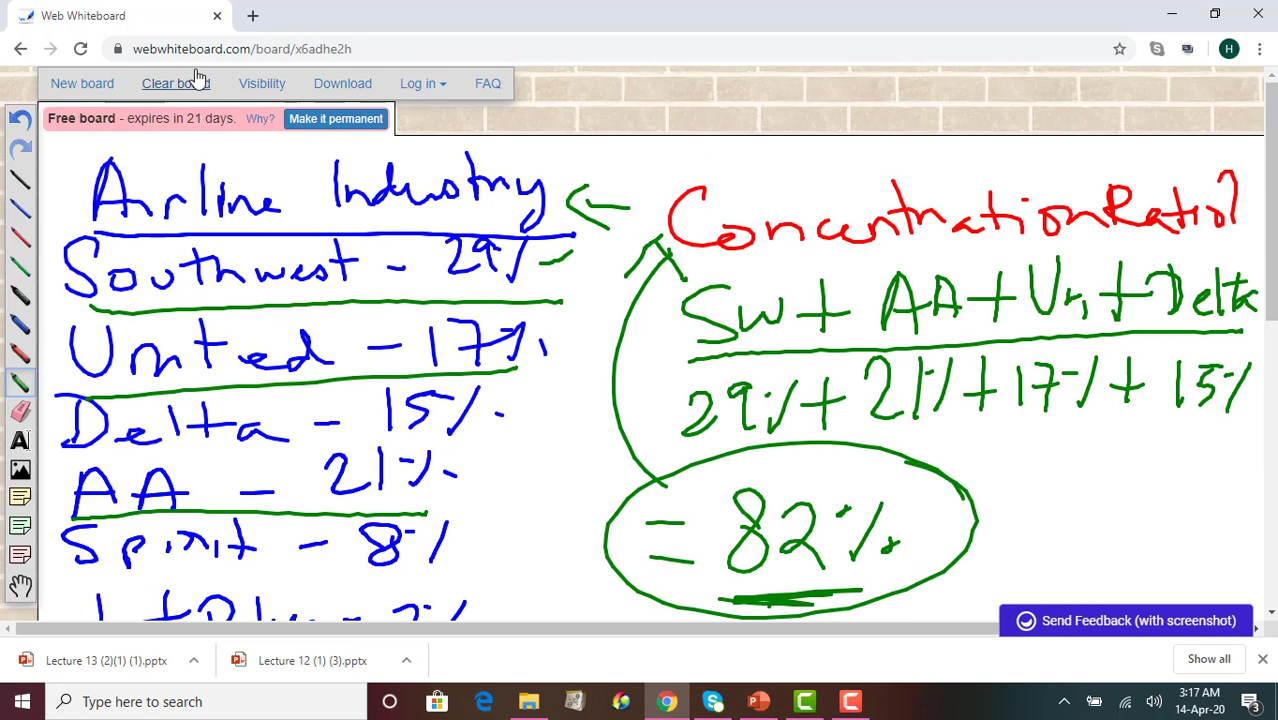 Web Whiteboard
webwhiteboard.com/board/x6adhe2h
H
New board Clear board Visibility Download Log in FAQ
Free board - expires in 21 days. Why? Make it permanent
Airline Industry
Southwest - 29%
United - 17%
Delta - 15%.
AA - 21%.
Spirit - 8%
Concentration Ratio
SW + AA + Un, + Delta
29% + 21% + 17% + 15%
= 82%
A
Send Feedback (with screenshot)
Lecture 13 (2)(1) (1).pptx Lecture 12 (1) (3).pptx Show all
Type here to search
3:17 AM
14-Apr-20
3